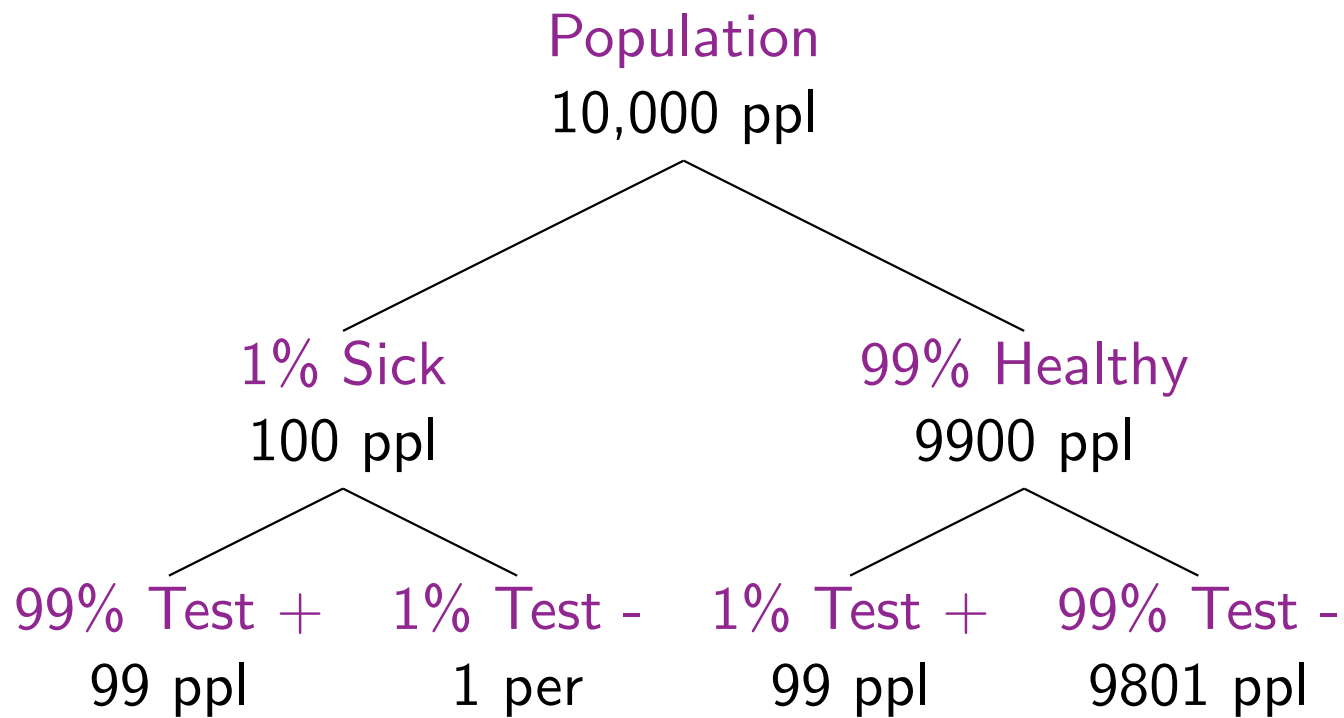 Population
10,000 ppl
1% Sick
99% Healthy
100 ppl
9900 ppl
99% Test +
1% Test -
1% Test +
99% Test -
99 ppl
1 per
99 ppl
9801 ppl